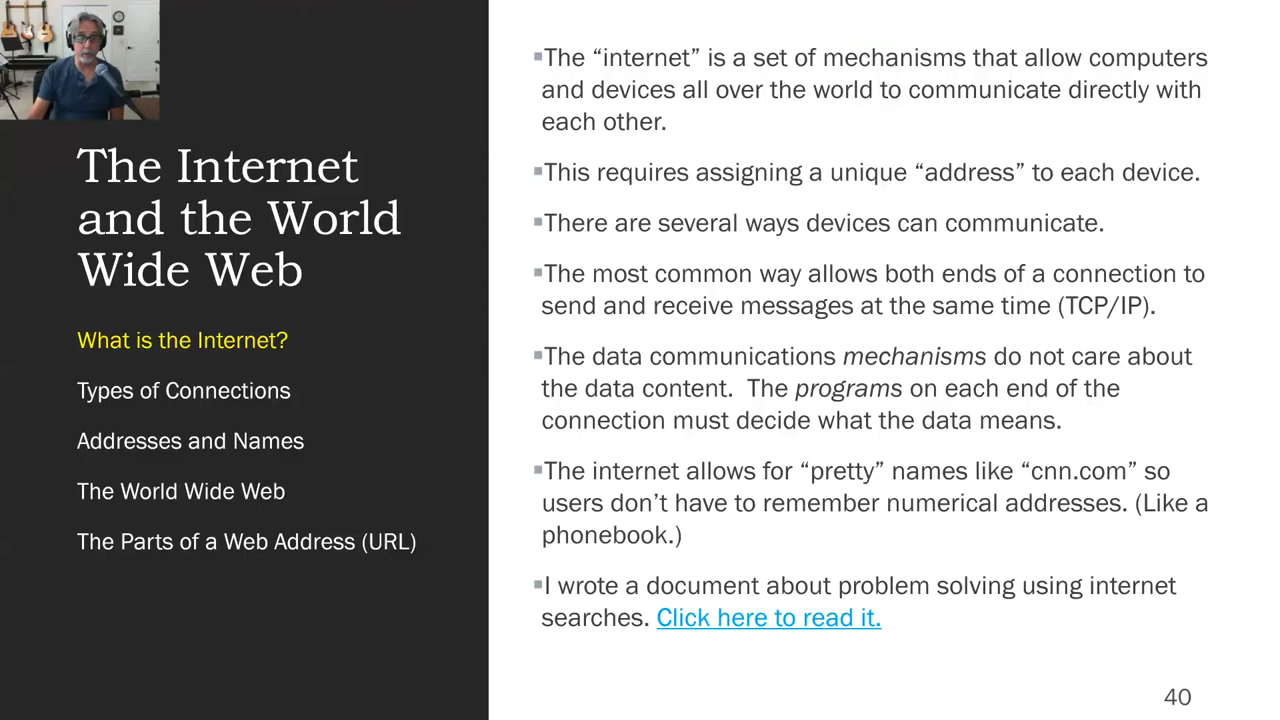 The Internet
and the World
Wide Web
What is the Internet?
Types of Connections
Addresses and Names
The World Wide Web
The Parts of a Web Address (URL)
▪The “internet” is a set of mechanisms that allow computers
and devices all over the world to communicate directly with
each other.
▪This requires assigning a unique “address” to each device.
▪There are several ways devices can communicate.
▪The most common way allows both ends of a connection to
send and receive messages at the same time (TCP/IP).
▪The data communications mechanisms do not care about
the data content.  The programs on each end of the
connection must decide what the data means.
▪The internet allows for “pretty” names like “cnn.com” so
users don’t have to remember numerical addresses. (Like a
phonebook.)
▪I wrote a document about problem solving using internet
searches. Click here to read it.
40